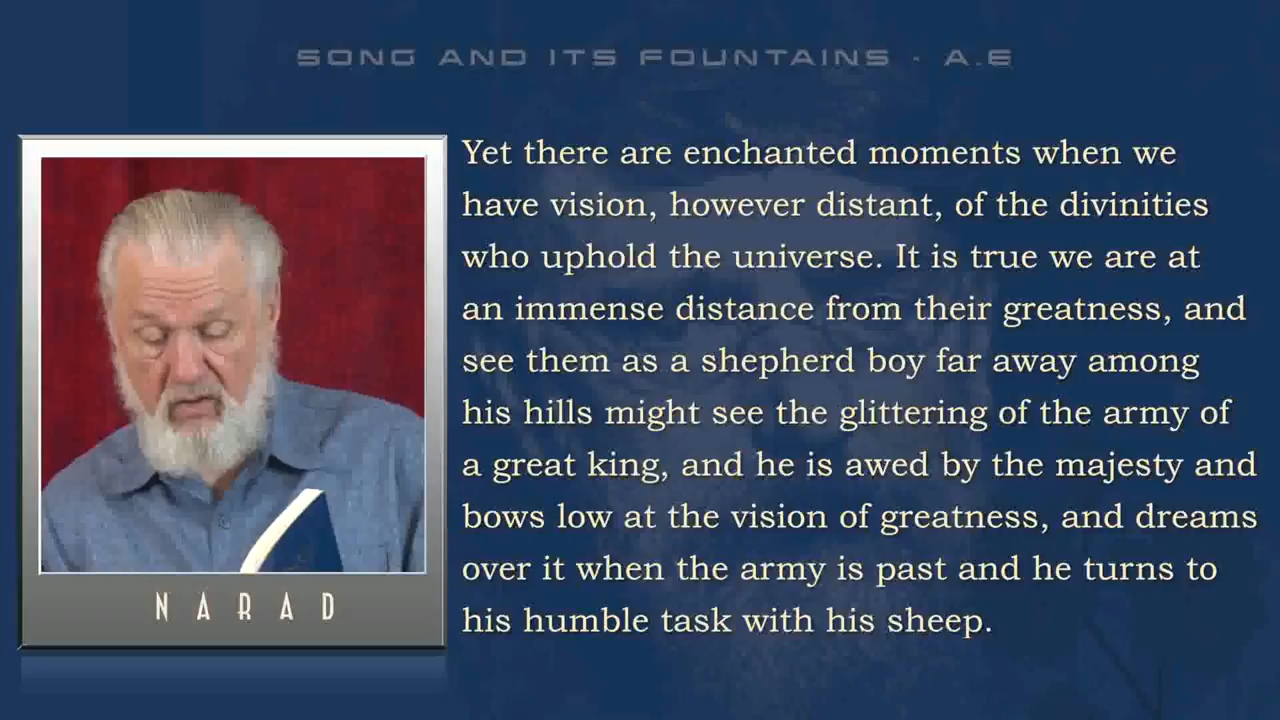 SONG AND ITS FOUNTAINS · A.E
Yet there are enchanted moments when we
have vision, however distant, of the divinities
who uphold the universe. It is true we are at
an immense distance from their greatness, and
see them as a shepherd boy far away among
his hills might see the glittering of the army of
a great king, and he is awed by the majesty and
bows low at the vision of greatness, and dreams
over it when the army is past and he turns to
his humble task with his sheep.
NARAD